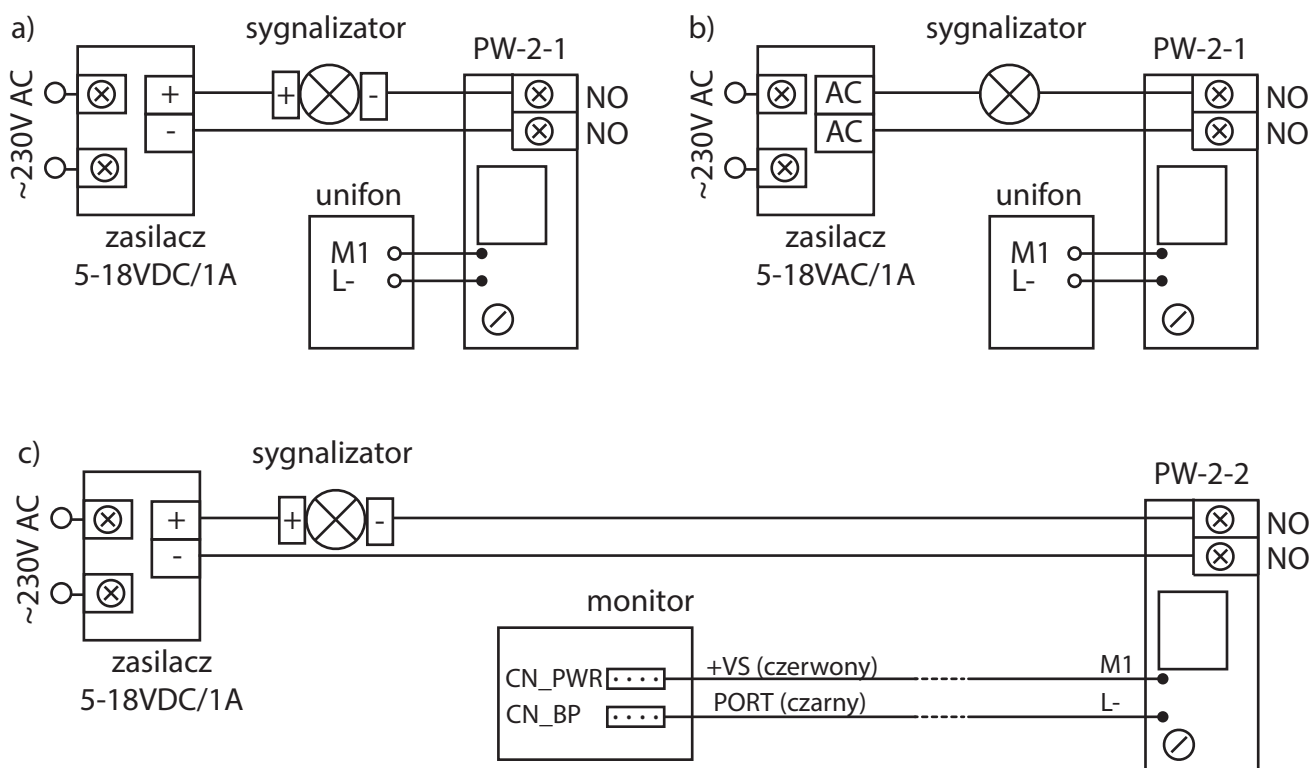 a)
sygnalizator
PW-2-1
~230V AC
+
-
+
-
NO
NO
unifon
M1
L-
zasilacz
5-18VDC/1A
b)
sygnalizator
PW-2-1
~230V AC
AC
AC
NO
NO
unifon
M1
L-
zasilacz
5-18VAC/1A
c)
sygnalizator
PW-2-2
~230V AC
+
-
+
-
NO
NO
monitor
zasilacz
5-18VDC/1A
CN_PWR
+VS (czerwony)
M1
CN_BP
PORT (czarny)
L-